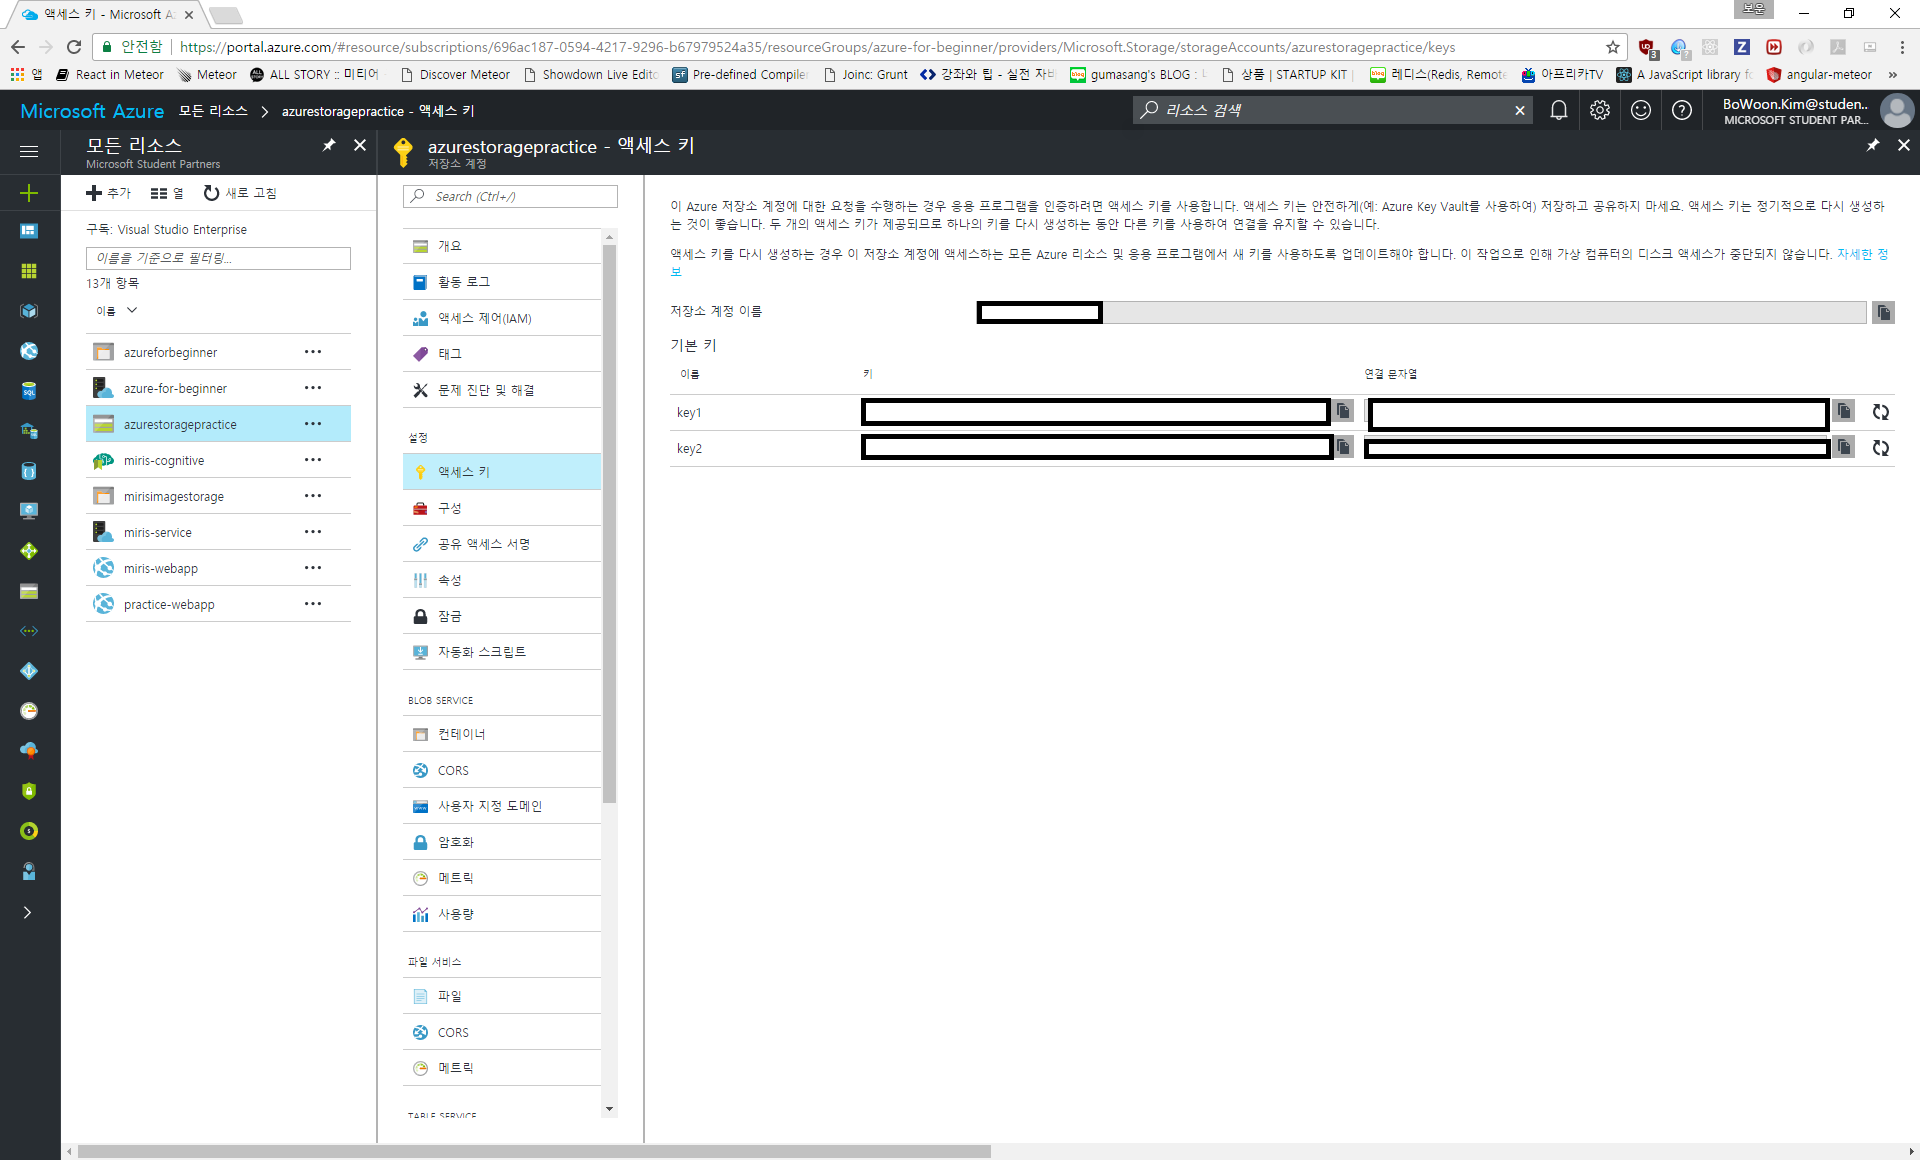 액세스 키 - Microsoft Az
보운
안전함 https://portal.azure.com/#resource/subscriptions/696ac187-0594-4217-9296-b67979524a35/resourceGroups/azure-for-beginner/providers/Microsoft.Storage/storageAccounts/azurestoragepractice/keys
앱 React in Meteor Meteor ALL STORY :: 미티어 Discover Meteor Showdown Live Edito Pre-defined Compiler Joinc: Grunt 강좌와 팁 - 실전 자바 gumasang's BLOG : 상품 | STARTUP KIT | 레디스(Redis, Remote 아프리카TV A JavaScript library fo angular-meteor »
Microsoft Azure 모든 리소스 > azurestoragepractice - 액세스 키
리소스 검색
BoWoon.Kim@studen..
MICROSOFT STUDENT PAR...
모든 리소스
Microsoft Student Partners
추가 열 새로 고침
구독: Visual Studio Enterprise
이름을 기준으로 필터링...
13개 항목
이름
azureforbeginner
azure-for-beginner
azurestoragepractice
miris-cognitive
mirisimagestorage
miris-service
miris-webapp
practice-webapp
azurestoragepractice - 액세스 키
저장소 계정
Search (Ctrl+/)
개요
활동 로그
액세스 제어(IAM)
태그
문제 진단 및 해결
설정
액세스 키
구성
공유 액세스 서명
속성
잠금
자동화 스크립트
BLOB SERVICE
컨테이너
CORS
사용자 지정 도메인
암호화
메트릭
사용량
파일 서비스
파일
CORS
메트릭
TABLE SERVICE
이 Azure 저장소 계정에 대한 요청을 수행하는 경우 응용 프로그램을 인증하려면 액세스 키를 사용합니다. 액세스 키는 안전하게(예: Azure Key Vault를 사용하여) 저장하고 공유하지 마세요. 액세스 키는 정기적으로 다시 생성하
는 것이 좋습니다. 두 개의 액세스 키가 제공되므로 하나의 키를 다시 생성하는 동안 다른 키를 사용하여 연결을 유지할 수 있습니다.
액세스 키를 다시 생성하는 경우 이 저장소 계정에 액세스하는 모든 Azure 리소스 및 응용 프로그램에서 새 키를 사용하도록 업데이트해야 합니다. 이 작업으로 인해 가상 컴퓨터의 디스크 액세스가 중단되지 않습니다. 자세한 정
보
저장소 계정 이름
기본 키
이름 키 연결 문자열
key1
key2